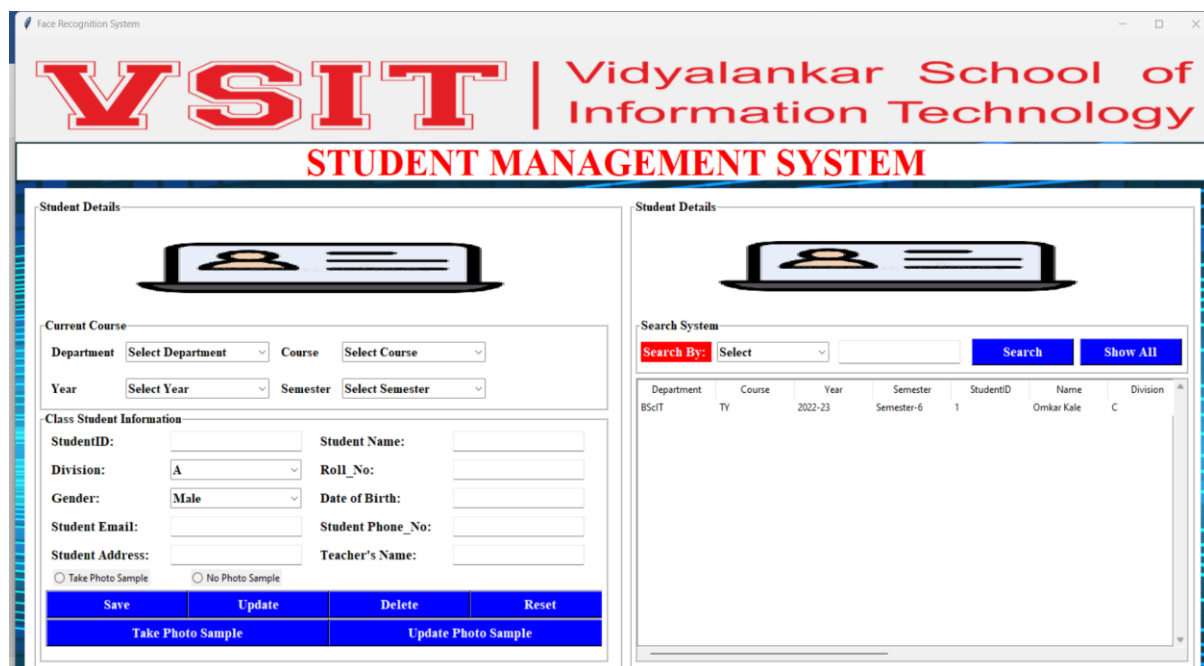 Face Recognition System
VSIT
Vidyalankar School of
Information Technology
STUDENT MANAGEMENT SYSTEM
Student Details
Current Course
Department Select Department Course Select Course
Year Select Year Semester Select Semester
Class Student Information
StudentID: Student Name:
Division: A Roll_No:
Gender: Male Date of Birth:
Student Email: Student Phone_No:
Student Address: Teacher's Name:
Take Photo Sample No Photo Sample
Save Update Delete Reset
Take Photo Sample Update Photo Sample
Student Details
Search System
Search By: Select Search Show All
Department Course Year Semester StudentID Name Division
BScIT TY 2022-23 Semester-6 1 Omkar Kale C